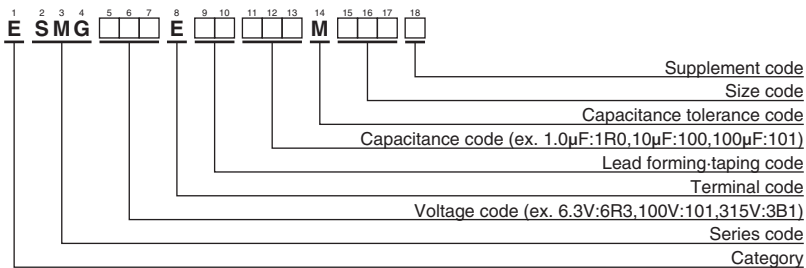 1 2 3 4 5 6 7 8 9 10 11 12 13 14 15 16 17 18
E SMG □□□ E □□ □□□ M □□□ □
Supplement code
Size code
Capacitance tolerance code
Capacitance code (ex. 1.0µF:1R0,10µF:100,100µF:101)
Lead forming·taping code
Terminal code
Voltage code (ex. 6.3V:6R3,100V:101,315V:3B1)
Series code
Category